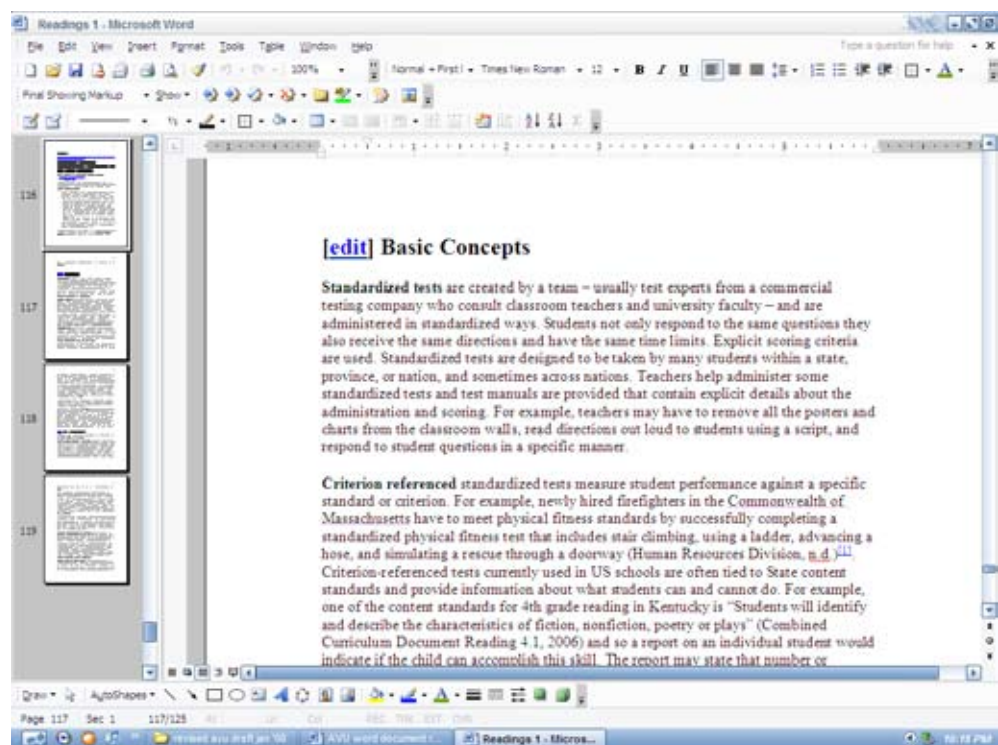 Readings 1 - Microsoft Word
File Edit View Insert Format Tools Table Window Help
Type a question for help
100%
Normal + First l
Times New Roman
12
B I U
Final Showing Markup
Show
116
117
118
119
[edit] Basic Concepts
Standardized tests are created by a team – usually test experts from a commercial
testing company who consult classroom teachers and university faculty – and are
administered in standardized ways. Students not only respond to the same questions they
also receive the same directions and have the same time limits. Explicit scoring criteria
are used. Standardized tests are designed to be taken by many students within a state,
province, or nation, and sometimes across nations. Teachers help administer some
standardized tests and test manuals are provided that contain explicit details about the
administration and scoring. For example, teachers may have to remove all the posters and
charts from the classroom walls, read directions out loud to students using a script, and
respond to student questions in a specific manner.
Criterion referenced standardized tests measure student performance against a specific
standard or criterion. For example, newly hired firefighters in the Commonwealth of
Massachusetts have to meet physical fitness standards by successfully completing a
standardized physical fitness test that includes stair climbing, using a ladder, advancing a
hose, and simulating a rescue through a doorway (Human Resources Division, n.d.)[1].
Criterion-referenced tests currently used in US schools are often tied to State content
standards and provide information about what students can and cannot do. For example,
one of the content standards for 4th grade reading in Kentucky is “Students will identify
and describe the characteristics of fiction, nonfiction, poetry or plays” (Combined
Curriculum Document Reading 4.1, 2006) and so a report on an individual student would
indicate if the child can accomplish this skill. The report may state that number or
Draw AutoShapes
Page 117 Sec 1 117/125 At Ln Col REC TRK EXT OVR
revised avu draft jan '08
AVU word document r...
Readings 1 - Micros...